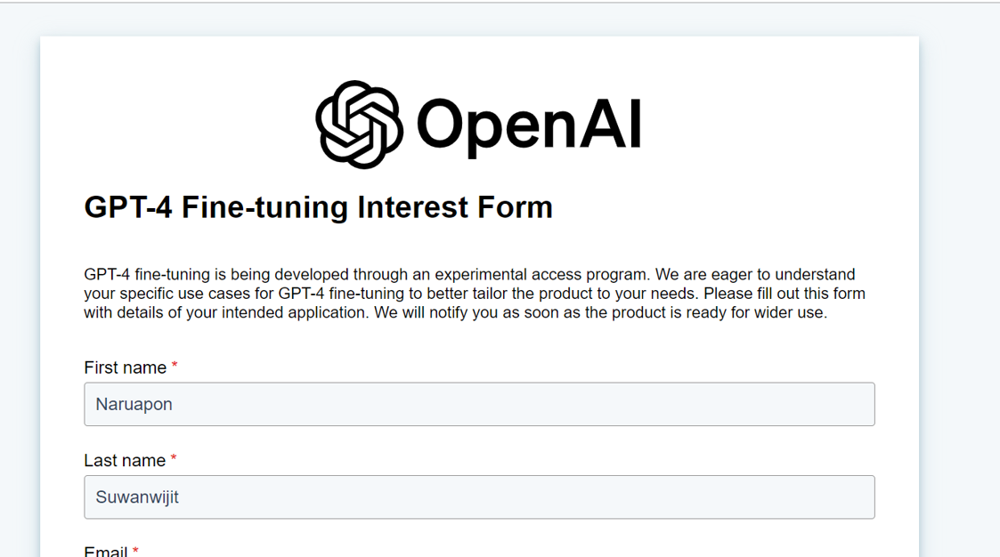 OpenAI
GPT-4 Fine-tuning Interest Form
GPT-4 fine-tuning is being developed through an experimental access program. We are eager to understand
your specific use cases for GPT-4 fine-tuning to better tailor the product to your needs. Please fill out this form
with details of your intended application. We will notify you as soon as the product is ready for wider use.
First name *
Naruapon
Last name *
Suwanwijit
Email *